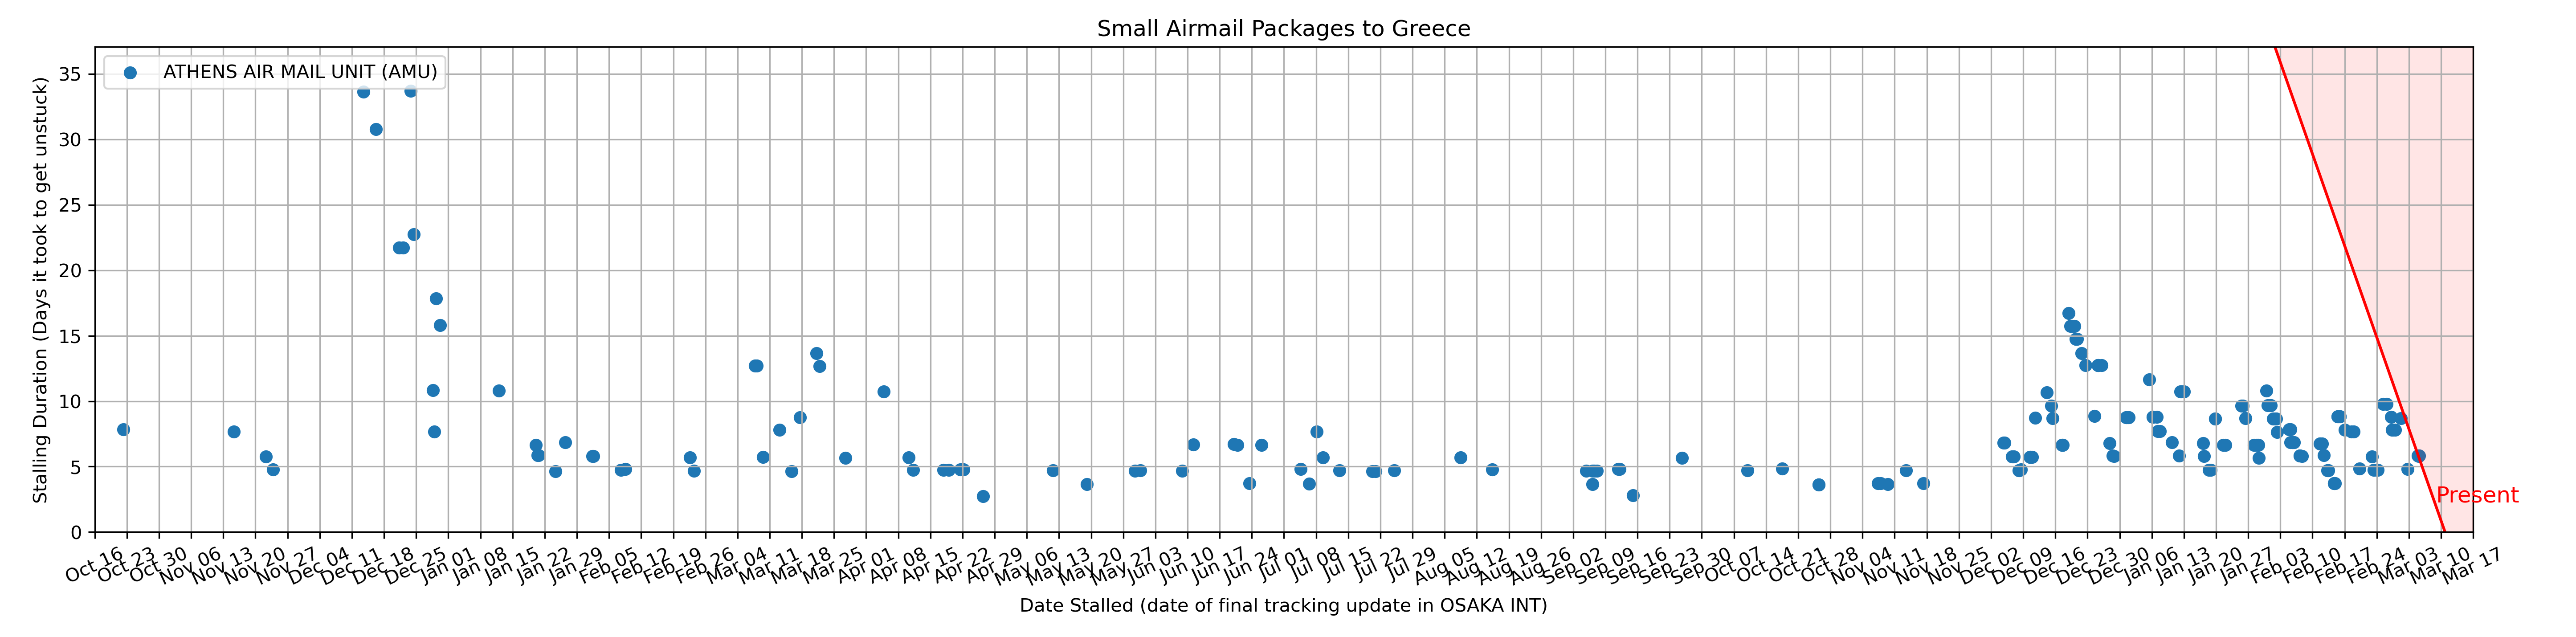 Small Airmail Packages to Greece
ATHENS AIR MAIL UNIT (AMU)
Stalling Duration (Days it took to get unstuck)
35
30
25
20
15
10
5
0
Present
Oct 16
Oct 23
Oct 30
Nov 06
Nov 13
Nov 20
Nov 27
Dec 04
Dec 11
Dec 18
Dec 25
Jan 01
Jan 08
Jan 15
Jan 22
Jan 29
Feb 05
Feb 12
Feb 19
Feb 26
Mar 04
Mar 11
Mar 18
Mar 25
Apr 01
Apr 08
Apr 15
Apr 22
Apr 29
May 06
May 13
May 20
May 27
Jun 03
Jun 10
Jun 17
Jun 24
Jul 01
Jul 08
Jul 15
Jul 22
Jul 29
Aug 05
Aug 12
Aug 19
Aug 26
Sep 02
Sep 09
Sep 16
Sep 23
Sep 30
Oct 07
Oct 14
Oct 21
Oct 28
Nov 04
Nov 11
Nov 18
Nov 25
Dec 02
Dec 09
Dec 16
Dec 23
Dec 30
Jan 06
Jan 13
Jan 20
Jan 27
Feb 03
Feb 10
Feb 17
Feb 24
Mar 03
Mar 10
Mar 17
Date Stalled (date of final tracking update in OSAKA INT)